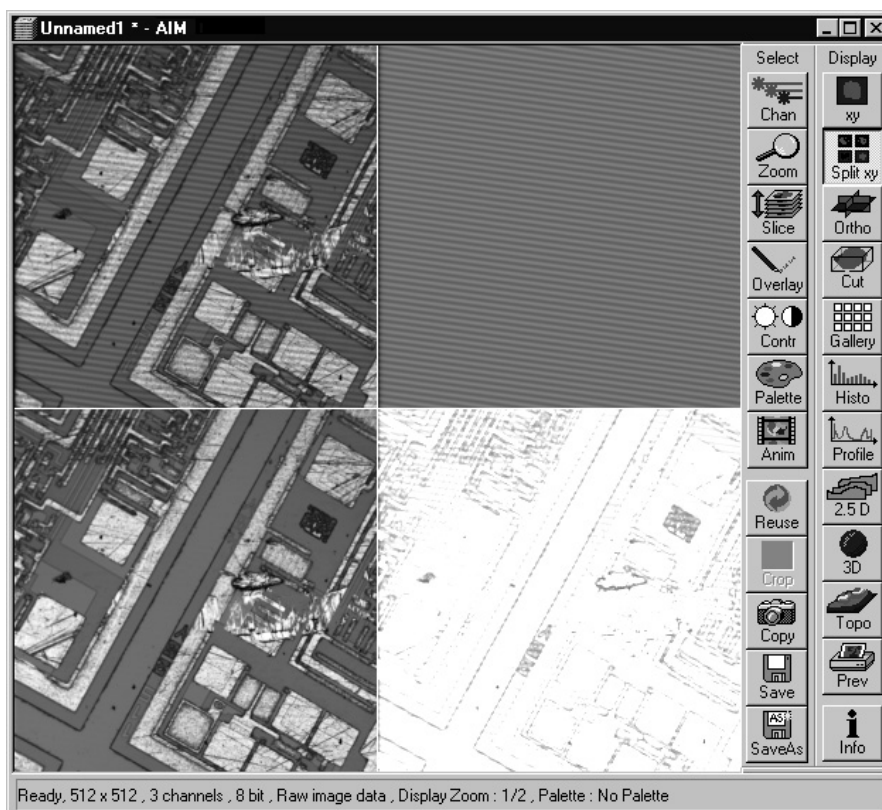 Unnamed1 * - AIM
Select
Display
Chan
xy
Zoom
Split xy
Slice
Ortho
Overlay
Cut
Contr
Gallery
Palette
Histo
Anim
Profile
Reuse
2.5 D
Crop
3D
Copy
Topo
Save
Prev
AS
SaveAs
i
Info
Ready, 512 x 512 , 3 channels , 8 bit , Raw image data , Display Zoom : 1/2 , Palette : No Palette